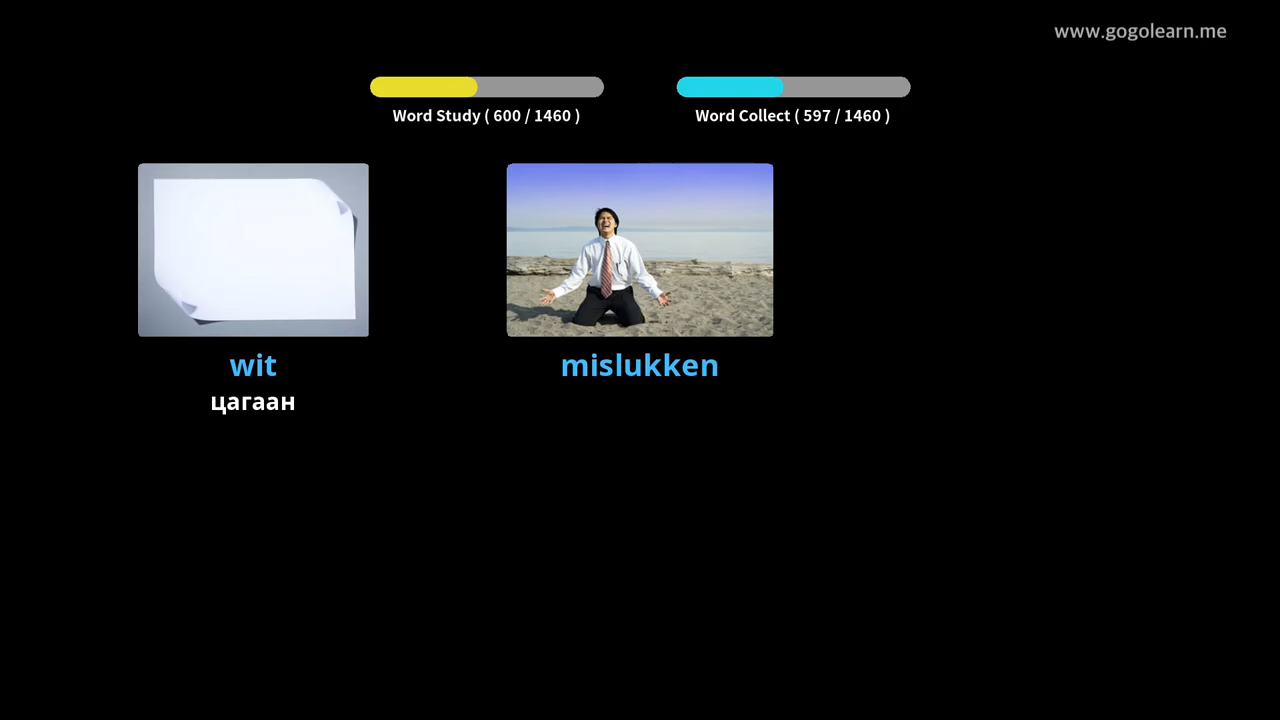 www.gogolearn.me
Word Study ( 600 / 1460 )
Word Collect ( 597 / 1460 )
wit
цагаан
mislukken